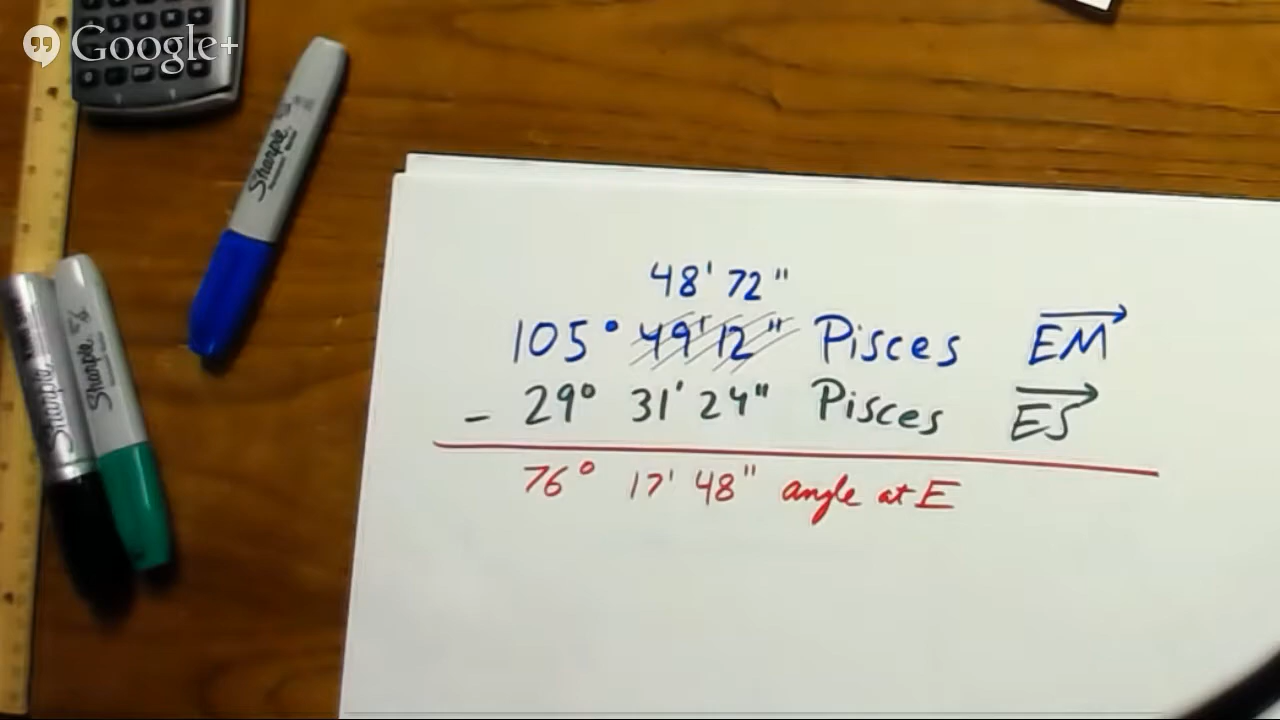 Google+
Sharpie
Sharpie
Sharpie
48' 72"
105° 49' 12" Pisces EM
- 29° 31' 24" Pisces ES
76° 17' 48" angle at E